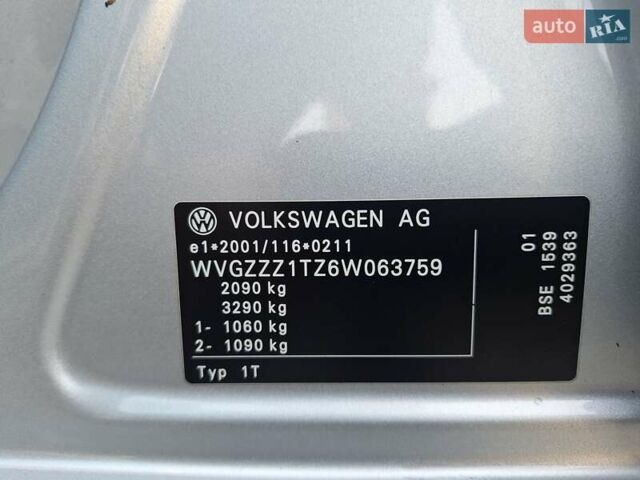 auto RIA.com
VOLKSWAGEN AG
e1*2001/116*0211
WVGZZZ1TZ6W063759
2090 kg
3290 kg
1- 1060 kg
2- 1090 kg
Typ 1T
01
BSE 1539
4029363